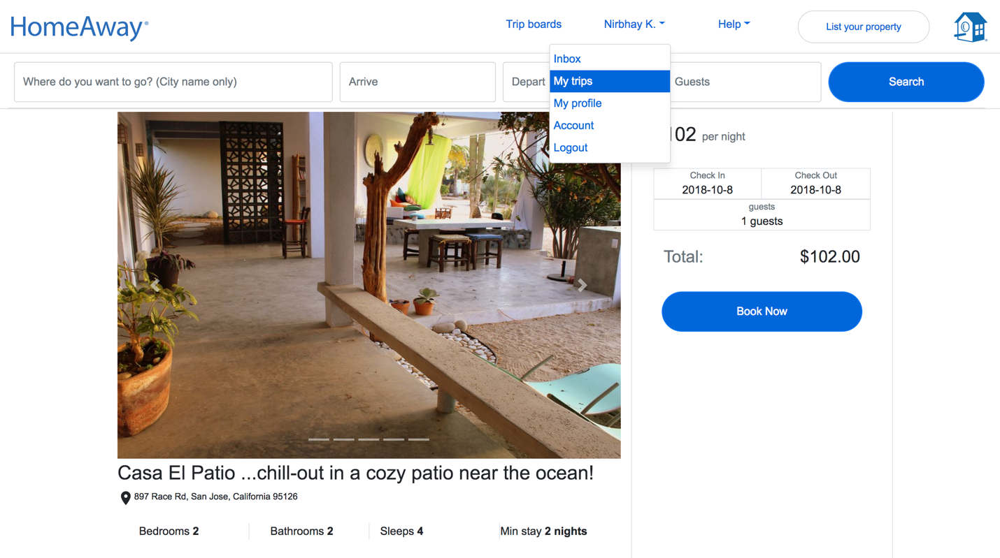 HomeAway®
Trip boards
Nirbhay K.
Help
List your property
Inbox
My trips
My profile
Account
Logout
Where do you want to go? (City name only)
Arrive
Depart
Guests
Search
102 per night
Check In
2018-10-8
Check Out
2018-10-8
guests
1 guests
Total:
$102.00
Book Now
Casa El Patio ...chill-out in a cozy patio near the ocean!
897 Race Rd, San Jose, California 95126
Bedrooms 2
Bathrooms 2
Sleeps 4
Min stay 2 nights